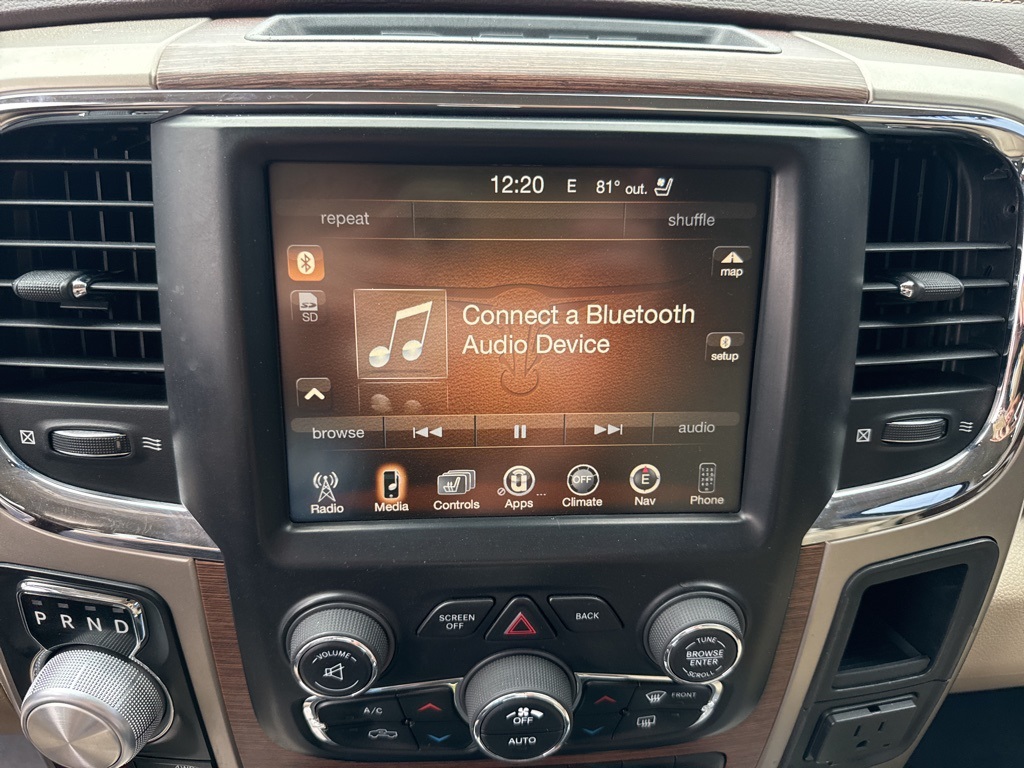 12:20 E 81° out.
repeat shuffle
SD
map
Connect a Bluetooth
Audio Device
setup
browse audio
Radio Media Controls Apps ... OFF Climate E Nav Phone
P R N D
SCREEN
OFF
BACK
VOLUME
TUNE
BROWSE
ENTER
SCROLL
A/C
OFF
AUTO
FRONT